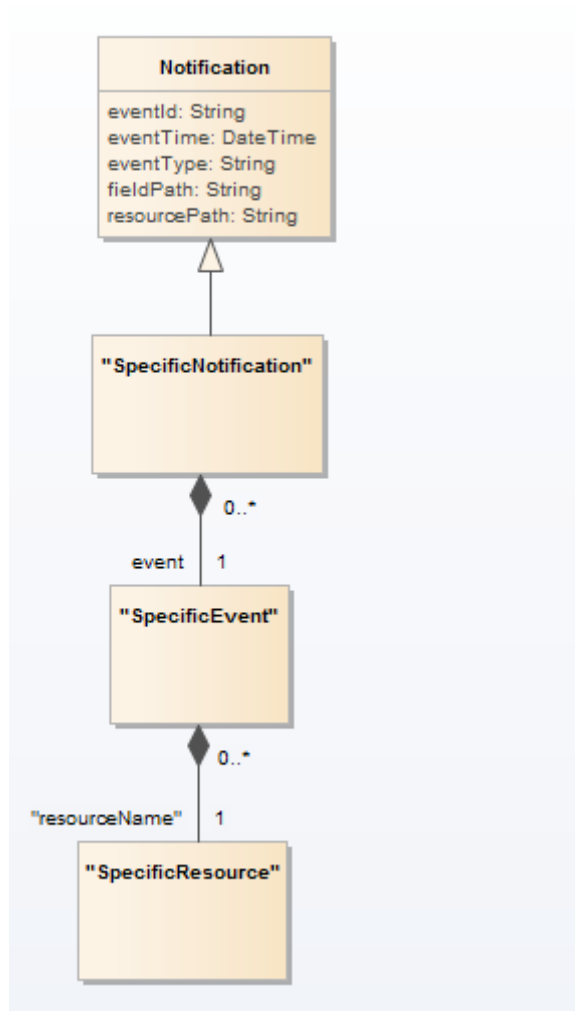 Notification
eventId: String
eventTime: DateTime
eventType: String
fieldPath: String
resourcePath: String
"SpecificNotification"
0..*
event 1
"SpecificEvent"
0..*
"resourceName" 1
"SpecificResource"